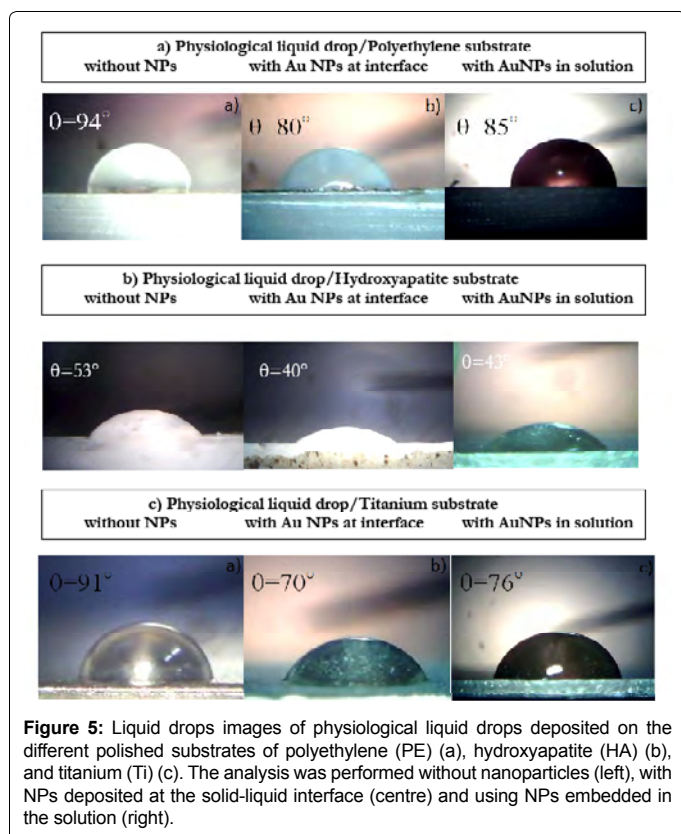 a) Physiological liquid drop/Polyethylene substrate
without NPs with Au NPs at interface with AuNPs in solution
θ=94° a) θ=80° b) θ=85° c)
b) Physiological liquid drop/Hydroxyapatite substrate
without NPs with Au NPs at interface with AuNPs in solution
θ=53° θ=40° θ=43°
c) Physiological liquid drop/Titanium substrate
without NPs with Au NPs at interface with AuNPs in solution
θ=91° a) θ=70° b) θ=76° c)
Figure 5: Liquid drops images of physiological liquid drops deposited on the
different polished substrates of polyethylene (PE) (a), hydroxyapatite (HA) (b),
and titanium (Ti) (c). The analysis was performed without nanoparticles (left), with
NPs deposited at the solid-liquid interface (centre) and using NPs embedded in
the solution (right).